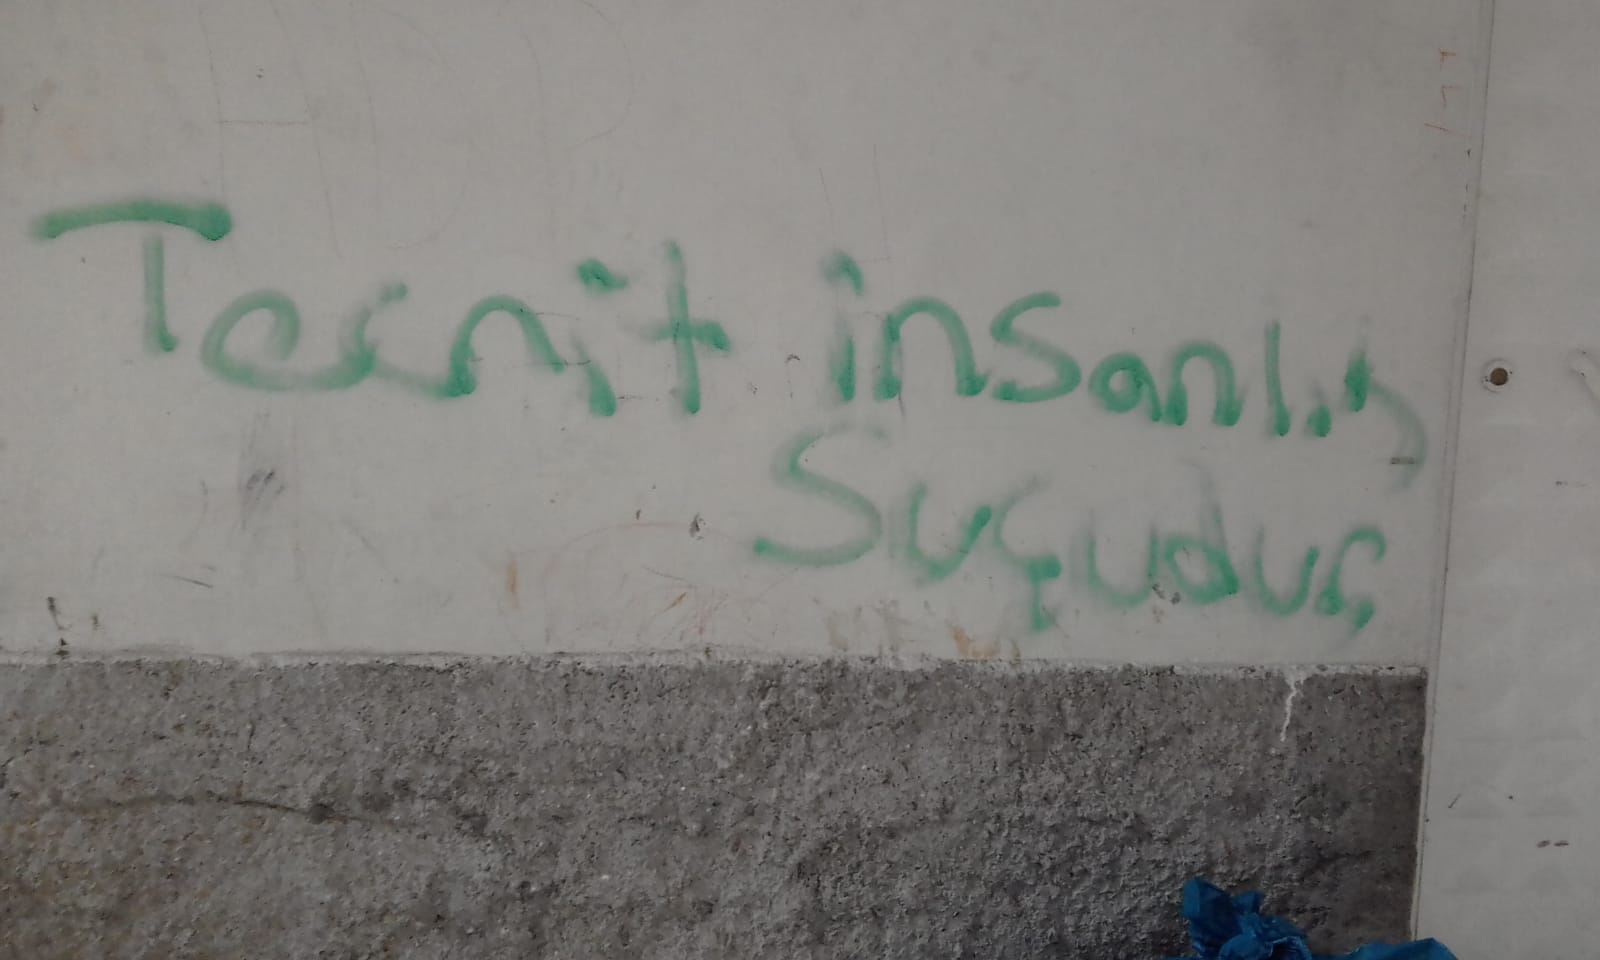 Tecrit insanlık
Suçudur